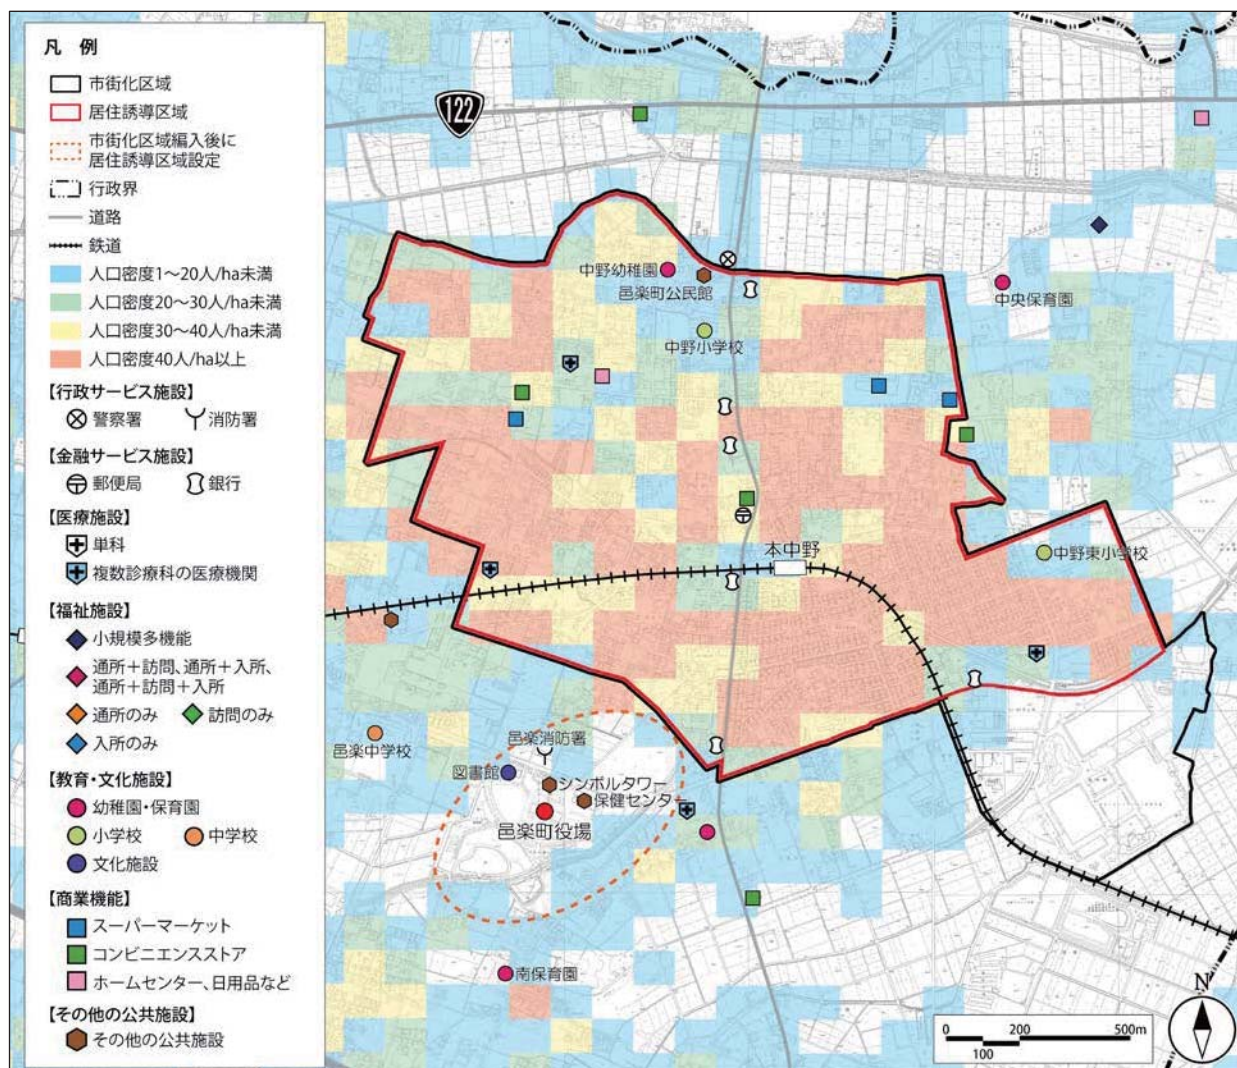 凡 例
市街化区域
居住誘導区域
市街化区域編入後に
居住誘導区域設定
行政界
道路
鉄道
人口密度1～20人/ha未満
人口密度20～30人/ha未満
人口密度30～40人/ha未満
人口密度40人/ha以上
【行政サービス施設】
警察署 消防署
【金融サービス施設】
郵便局 銀行
【医療施設】
単科
複数診療科の医療機関
【福祉施設】
小規模多機能
通所＋訪問、通所＋入所、
通所＋訪問＋入所
通所のみ 訪問のみ
入所のみ
【教育・文化施設】
幼稚園・保育園
小学校 中学校
文化施設
【商業機能】
スーパーマーケット
コンビニエンスストア
ホームセンター、日用品など
【その他の公共施設】
その他の公共施設
122
中野幼稚園
邑楽町公民館
中野小学校
中央保育園
本中野
中野東小学校
邑楽中学校
邑楽消防署
図書館
シンボルタワー
保健センター
邑楽町役場
南保育園
N
0 200 500m
100